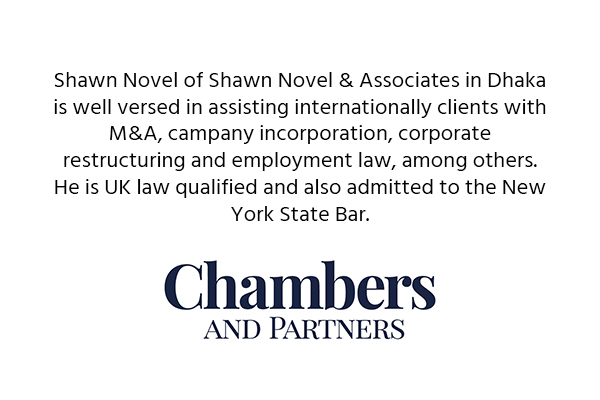 Shawn Novel of Shawn Novel & Associates in Dhaka
is well versed in assisting internationally clients with
M&A, campany incorporation, corporate
restructuring and employment law, among others.
He is UK law qualified and also admitted to the New
York State Bar.
Chambers
AND PARTNERS